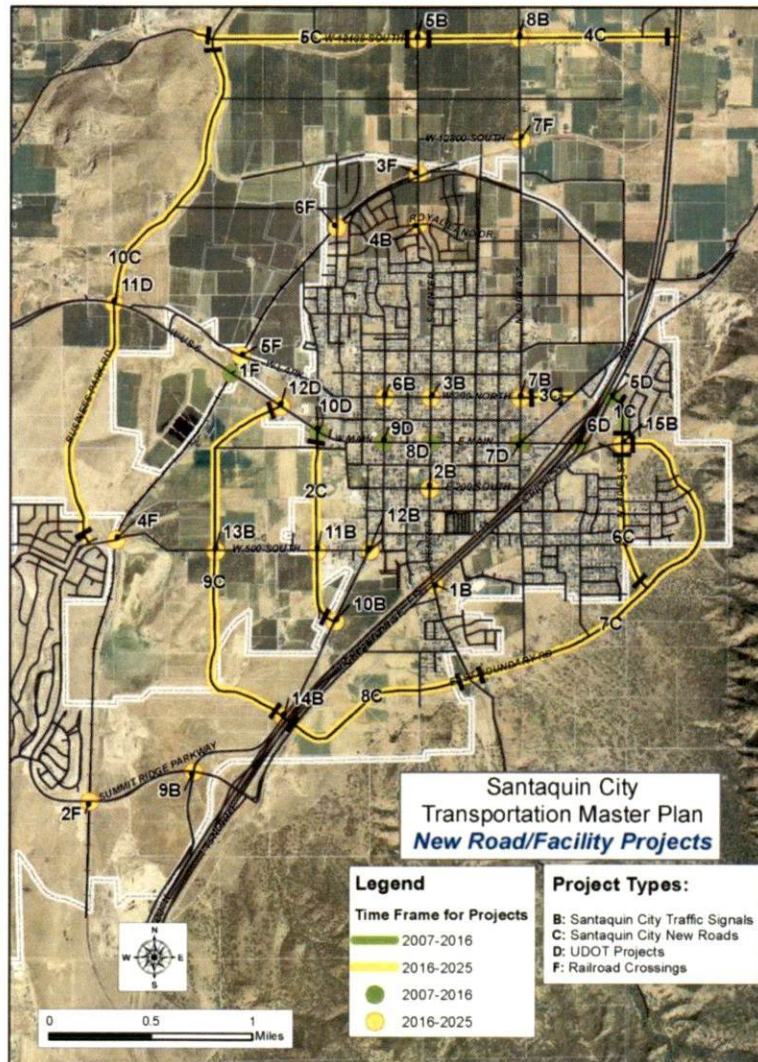 5B
8B
5C
4C
7F
W-12800-SOUTH
3F
6F
4B
10C
11D
5F
1F
12D
10D
6B
3B
W-200-NORTH
7B
3C
5D
1C
15B
6D
W-MAIN
9D
8D
E-MAIN
7D
2C
2B
12B
4F
13B
W-500-SOUTH
11B
6C
9C
1B
10B
7C
14B
8C
SUMMIT RIDGE PARKWAY
9B
2F
Santaquin City
Transportation Master Plan
New Road/Facility Projects
Legend
Time Frame for Projects
2007-2016
2016-2025
2007-2016
2016-2025
Project Types:
B: Santaquin City Traffic Signals
C: Santaquin City New Roads
D: UDOT Projects
F: Railroad Crossings
N
W E
S
0 0.5 1
Miles